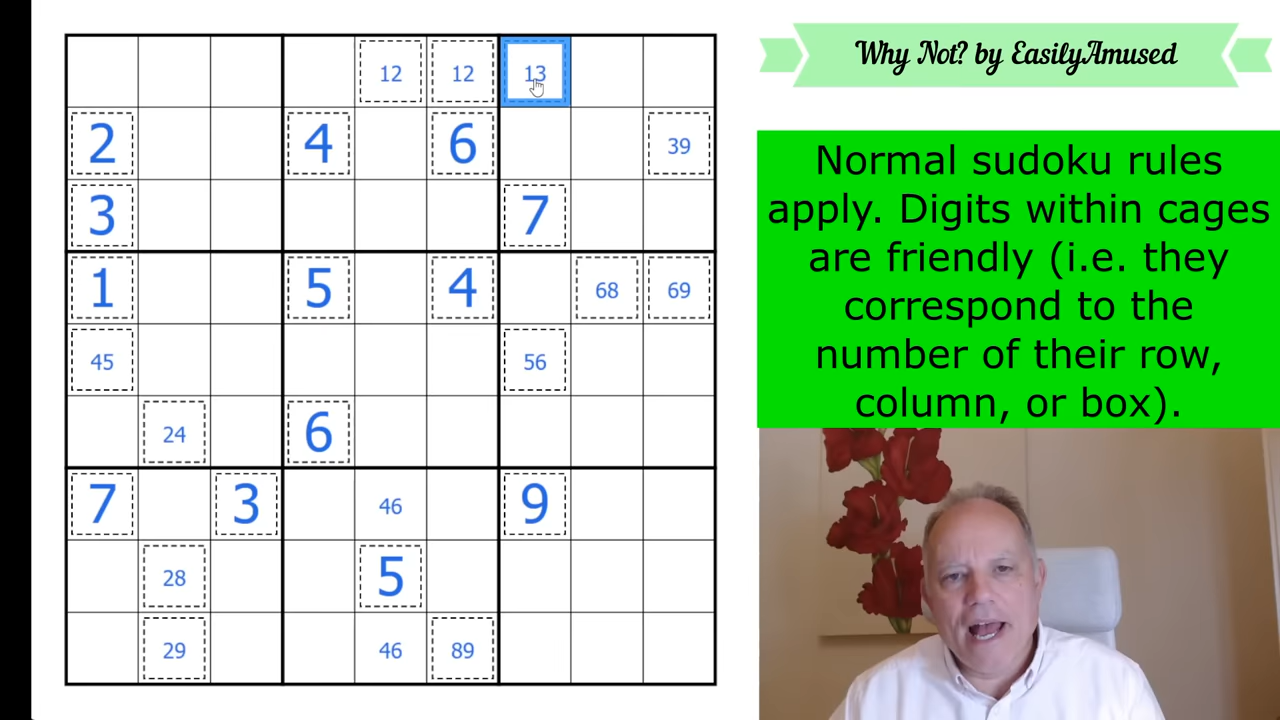 Why Not? by EasilyAmused
12 12 13
2 4 6 39
3 7
1 5 4 68 69
45 56
24 6
7 3 46 9
28 5
29 46 89
Normal sudoku rules
apply. Digits within cages
are friendly (i.e. they
correspond to the
number of their row,
column, or box).